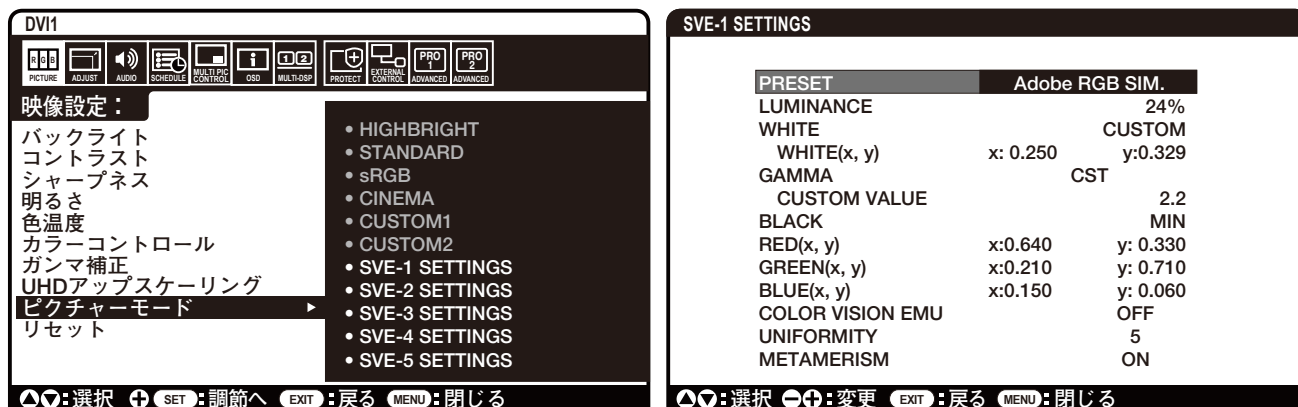 DVI1
RGB
PICTURE ADJUST AUDIO SCHEDULE MULTI PIC CONTROL OSD MULTI-DSP PROTECT EXTERNAL CONTROL PRO 1 ADVANCED PRO 2 ADVANCED
映像設定：
バックライト
コントラスト
シャープネス
明るさ
色温度
カラーコントロール
ガンマ補正
UHDアップスケーリング
ピクチャーモード
リセット
• HIGHBRIGHT
• STANDARD
• sRGB
• CINEMA
• CUSTOM1
• CUSTOM2
• SVE-1 SETTINGS
• SVE-2 SETTINGS
• SVE-3 SETTINGS
• SVE-4 SETTINGS
• SVE-5 SETTINGS
:選択 SET:調節へ EXIT:戻る MENU:閉じる
SVE-1 SETTINGS
PRESET Adobe RGB SIM.
LUMINANCE 24%
WHITE CUSTOM
WHITE(x, y) x: 0.250 y:0.329
GAMMA CST
CUSTOM VALUE 2.2
BLACK MIN
RED(x, y) x:0.640 y: 0.330
GREEN(x, y) x:0.210 y: 0.710
BLUE(x, y) x:0.150 y: 0.060
COLOR VISION EMU OFF
UNIFORMITY 5
METAMERISM ON
:選択 :変更 EXIT:戻る MENU:閉じる